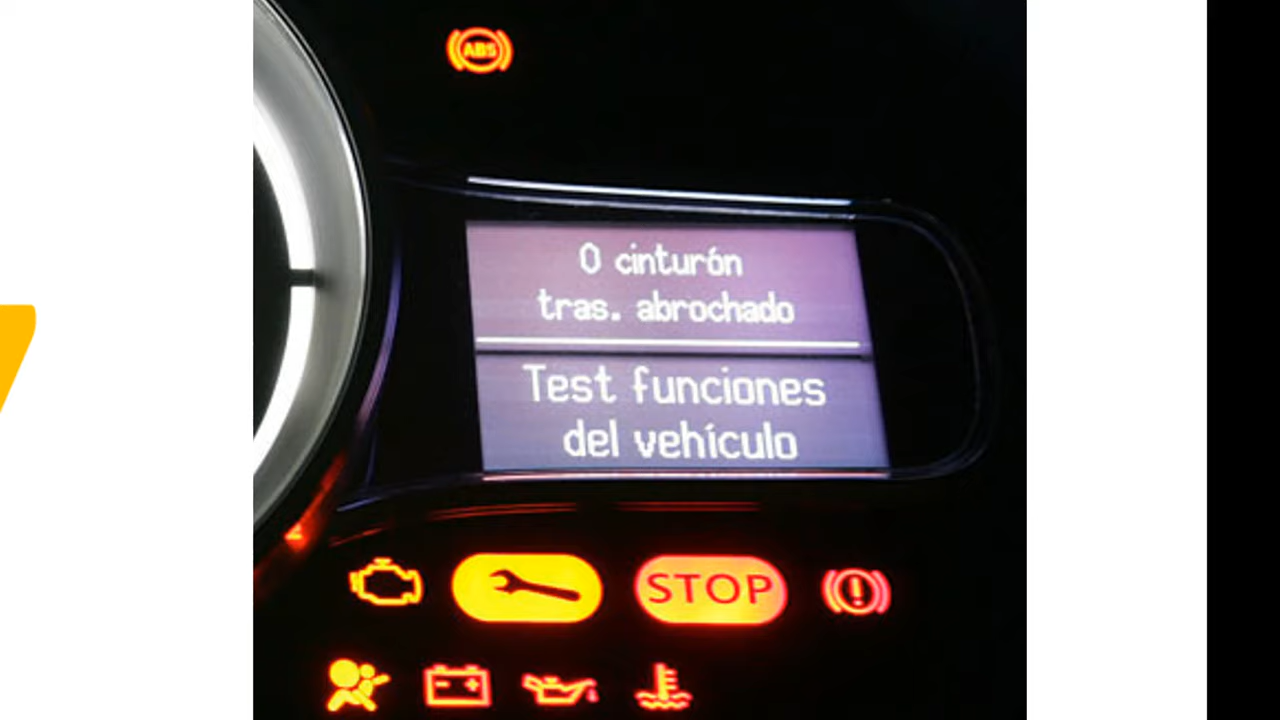 ABS
0 cinturón
tras. abrochado
Test funciones
del vehículo
STOP